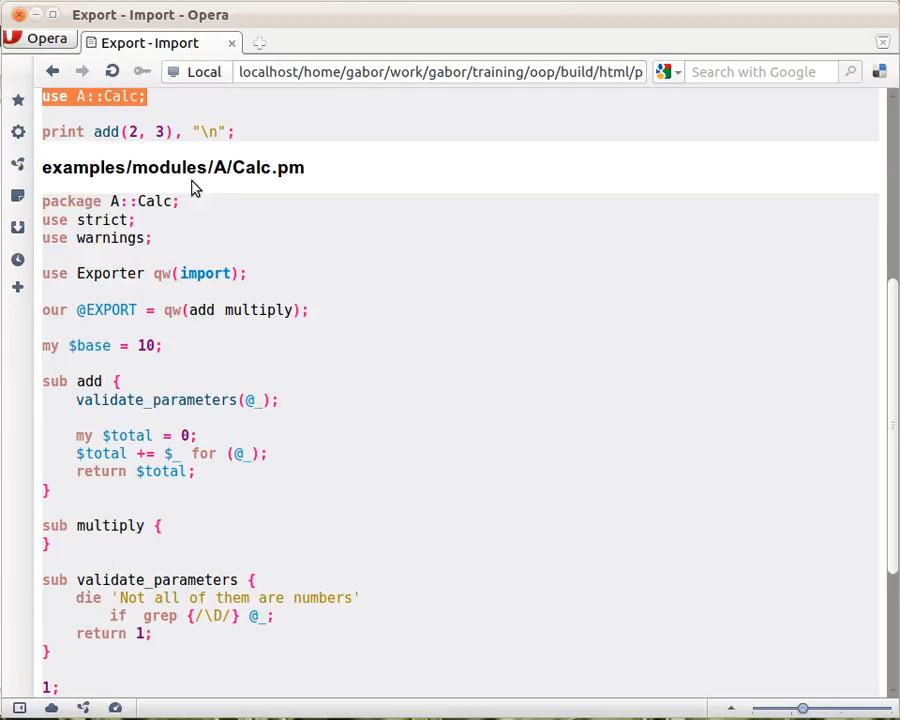 Export - Import - Opera
Opera
Export - Import
Local
localhost/home/gabor/work/gabor/training/oop/build/html/p
Search with Google
use A::Calc;
print add(2, 3), "\n";
examples/modules/A/Calc.pm
package A::Calc;
use strict;
use warnings;
use Exporter qw(import);
our @EXPORT = qw(add multiply);
my $base = 10;
sub add {
validate_parameters(@_);
my $total = 0;
$total += $_ for (@_);
return $total;
}
sub multiply {
}
sub validate_parameters {
die 'Not all of them are numbers'
if grep {/\D/} @_;
return 1;
}
1;